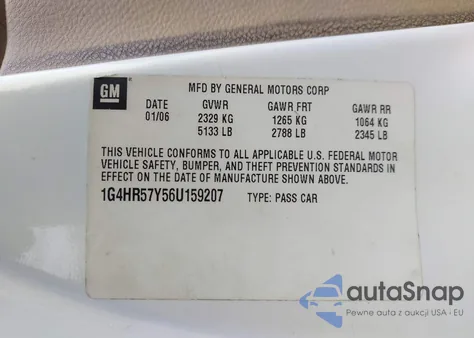 GM
MFD BY GENERAL MOTORS CORP
DATE GVWR GAWR FRT GAWR RR
01/06 2329 KG 1265 KG 1064 KG
5133 LB 2788 LB 2345 LB
THIS VEHICLE CONFORMS TO ALL APPLICABLE U.S. FEDERAL MOTOR
VEHICLE SAFETY, BUMPER, AND THEFT PREVENTION STANDARDS IN
EFFECT ON THE DATE OF MANUFACTURE SHOWN ABOVE.
1G4HR57Y56U159207 TYPE: PASS CAR
autoSnap
Pewne auta z aukcji USA - EU